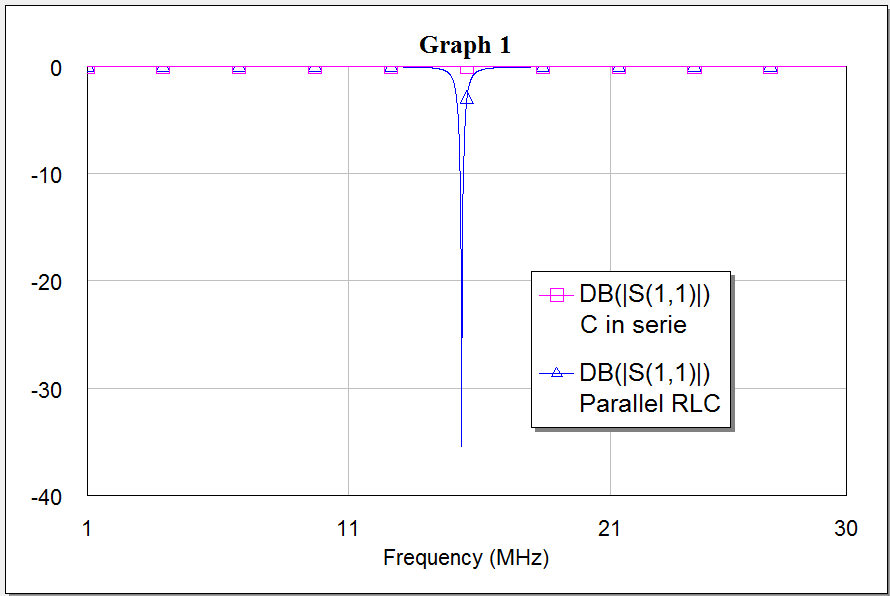 Graph 1
0
-10
-20
-30
-40
DB(|S(1,1)|)
C in serie
DB(|S(1,1)|)
Parallel RLC
1 11 21 30
Frequency (MHz)